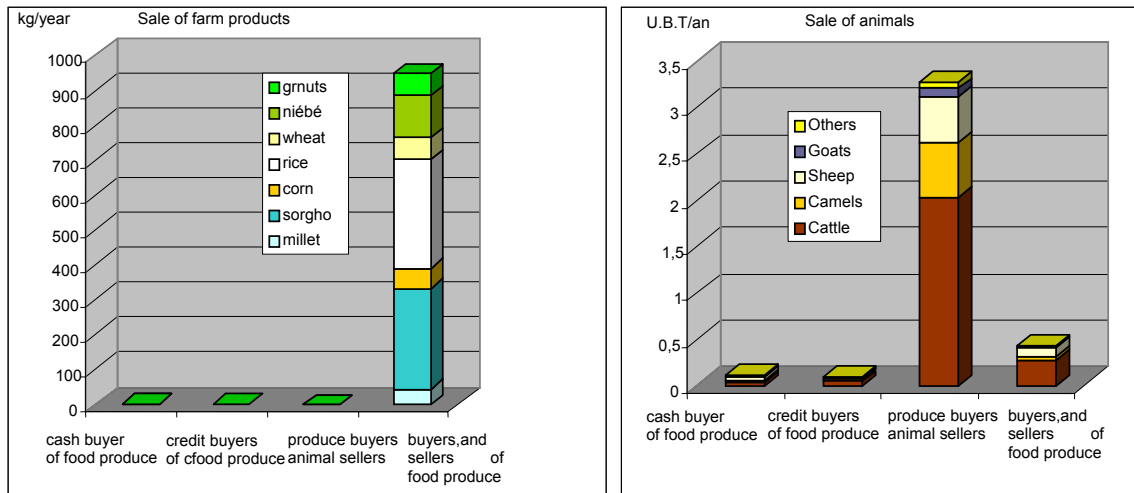 kg/year
Sale of farm products
1000
900
800
700
600
500
400
300
200
100
0
grnuts
niébé
wheat
rice
corn
sorgho
millet
cash buyer
of food produce
credit buyers
of cfood produce
produce buyers
animal sellers
buyers,and
sellers of
food produce
U.B.T/an
Sale of animals
3,5
3
2,5
2
1,5
1
0,5
0
Others
Goats
Sheep
Camels
Cattle
cash buyer
of food produce
credit buyers
of food produce
produce buyers
animal sellers
buyers,and
sellers of
food produce